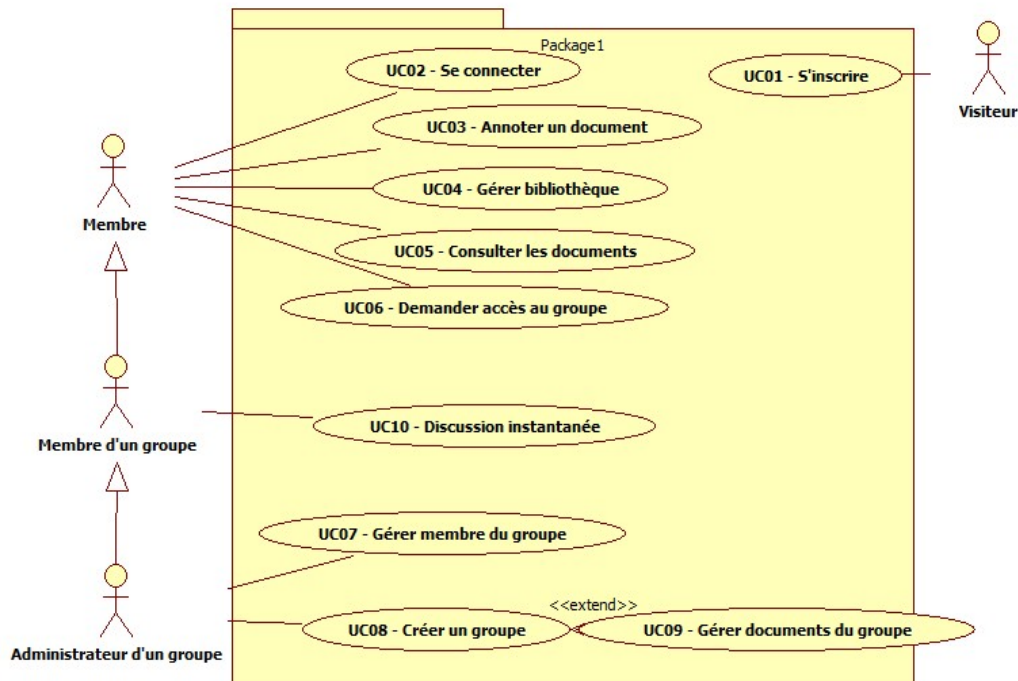 Package1
UC02 - Se connecter
UC01 - S'inscrire
Visiteur
UC03 - Annoter un document
UC04 - Gérer bibliothèque
Membre
UC05 - Consulter les documents
UC06 - Demander accès au groupe
UC10 - Discussion instantanée
Membre d'un groupe
UC07 - Gérer membre du groupe
<<extend>>
UC08 - Créer un groupe
UC09 - Gérer documents du groupe
Administrateur d'un groupe